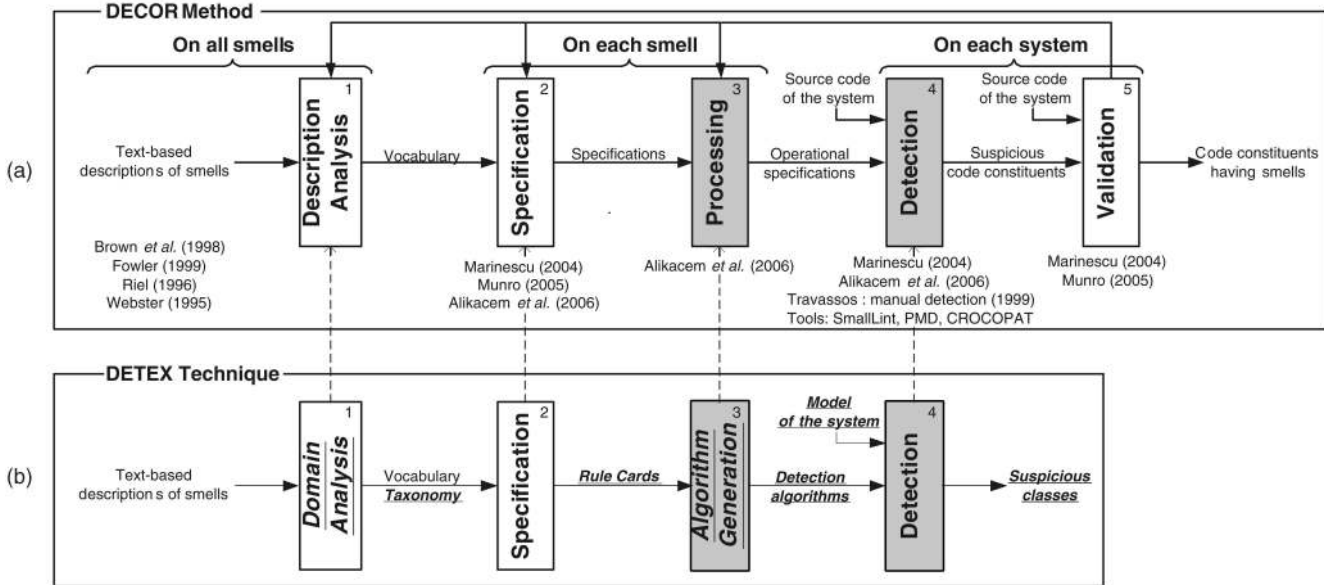 DECOR Method
On all smells
On each smell
On each system
(a)
Text-based
descriptions of smells
1
Description
Analysis
Vocabulary
2
Specification
Specifications
3
Processing
Operational
specifications
Source code
of the system
4
Detection
Suspicious
code constituents
Source code
of the system
5
Validation
Code constituents
having smells
Brown et al. (1998)
Fowler (1999)
Riel (1996)
Webster (1995)
Marinescu (2004)
Munro (2005)
Alikacem et al. (2006)
Alikacem et al. (2006)
Marinescu (2004)
Alikacem et al. (2006)
Travassos : manual detection (1999)
Tools: SmallLint, PMD, CROCOPAT
Marinescu (2004)
Munro (2005)
DETEX Technique
(b)
Text-based
descriptions of smells
1
Domain
Analysis
Vocabulary
Taxonomy
2
Specification
Rule Cards
3
Algorithm
Generation
Detection
algorithms
Model
of the system
4
Detection
Suspicious
classes